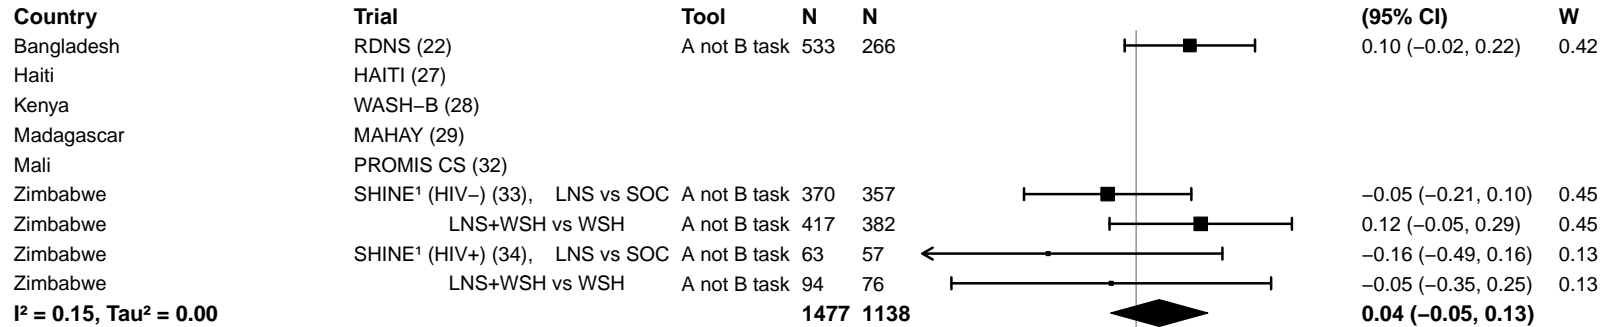 Country Trial Tool N N (95% CI) W
Bangladesh RDNS (22) A not B task 533 266 0.10 (−0.02, 0.22) 0.42
Haiti HAITI (27)
Kenya WASH−B (28)
Madagascar MAHAY (29)
Mali PROMIS CS (32)
Zimbabwe SHINE¹ (HIV−) (33), LNS vs SOC A not B task 370 357 −0.05 (−0.21, 0.10) 0.45
Zimbabwe LNS+WSH vs WSH A not B task 417 382 0.12 (−0.05, 0.29) 0.45
Zimbabwe SHINE¹ (HIV+) (34), LNS vs SOC A not B task 63 57 −0.16 (−0.49, 0.16) 0.13
Zimbabwe LNS+WSH vs WSH A not B task 94 76 −0.05 (−0.35, 0.25) 0.13
I² = 0.15, Tau² = 0.00 1477 1138 0.04 (−0.05, 0.13)